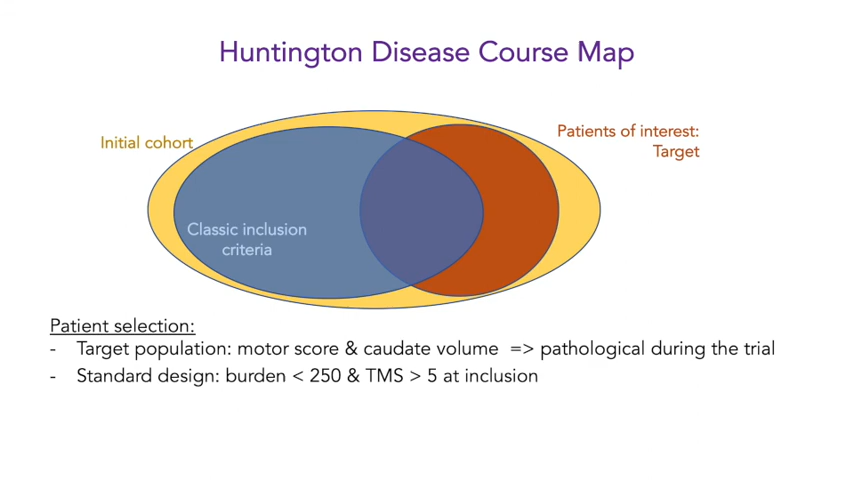 Huntington Disease Course Map
Initial cohort
Patients of interest:
Target
Classic inclusion
criteria
Patient selection:
- Target population: motor score & caudate volume => pathological during the trial
- Standard design: burden < 250 & TMS > 5 at inclusion